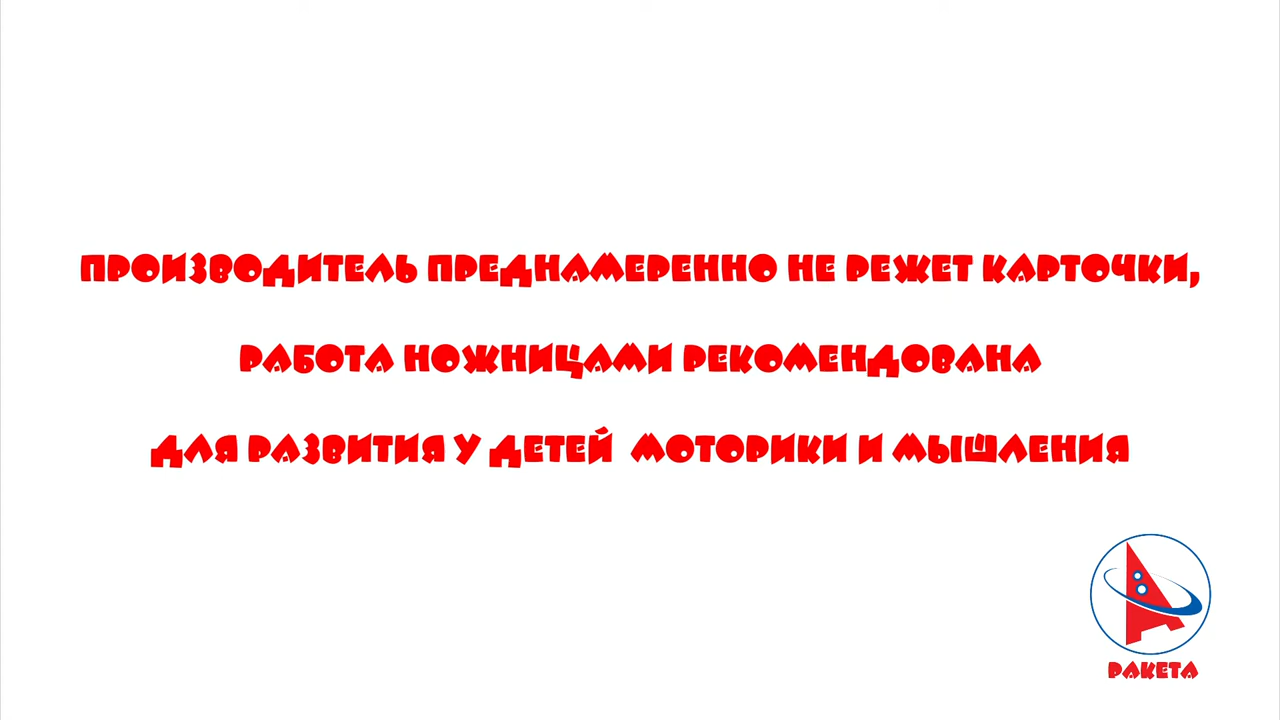 ПРОИЗВОДИТЕЛЬ ПРЕДНАМЕРЕННО НЕ РЕЖЕТ КАРТОЧКИ,
РАБОТА НОЖНИЦАМИ РЕКОМЕНДОВАНА
ДЛЯ РАЗВИТИЯ У ДЕТЕЙ МОТОРИКИ И МЫШЛЕНИЯ
РАКЕТА